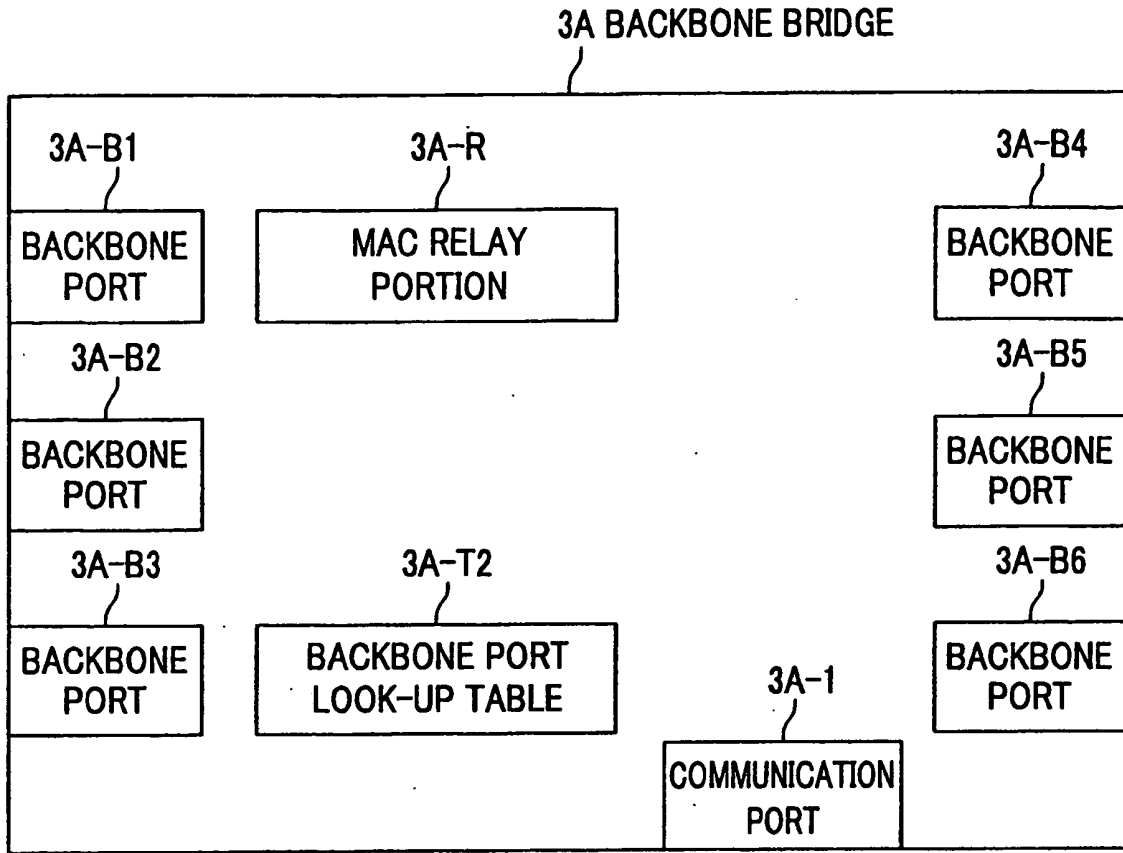 3A BACKBONE BRIDGE
3A-B1
3A-R
3A-B4
BACKBONE
PORT
MAC RELAY
PORTION
BACKBONE
PORT
3A-B2
3A-B5
BACKBONE
PORT
BACKBONE
PORT
3A-B3
3A-T2
3A-B6
BACKBONE
PORT
BACKBONE PORT
LOOK-UP TABLE
BACKBONE
PORT
3A-1
COMMUNICATION
PORT